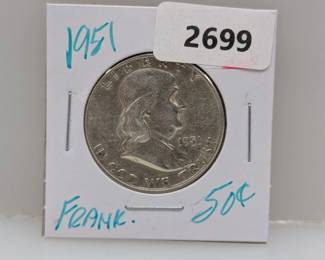 1951
2699
LIBERTY
1951
IN GOD WE TRUST
FRANK.
50¢